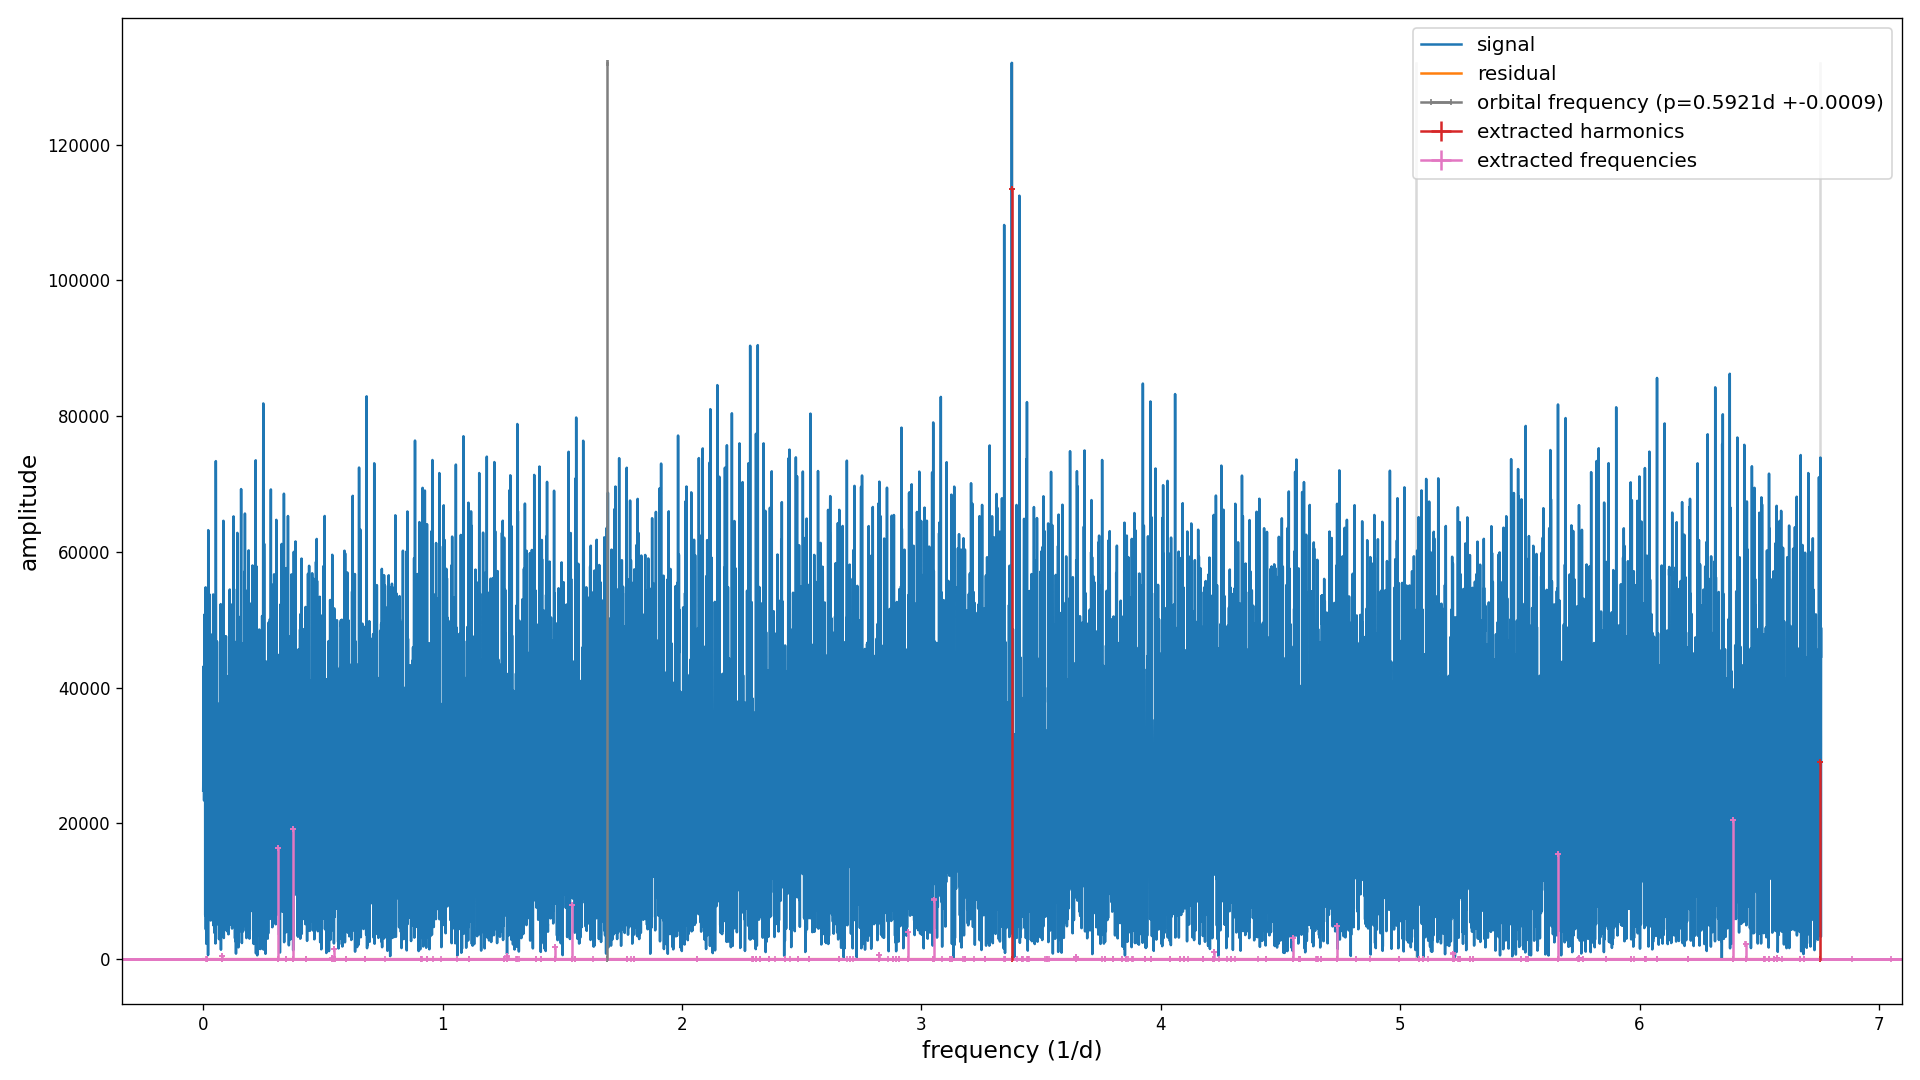 signal
residual
orbital frequency (p=0.5921d +-0.0009)
extracted harmonics
extracted frequencies
120000
100000
80000
60000
40000
20000
0
amplitude
0 1 2 3 4 5 6 7
frequency (1/d)